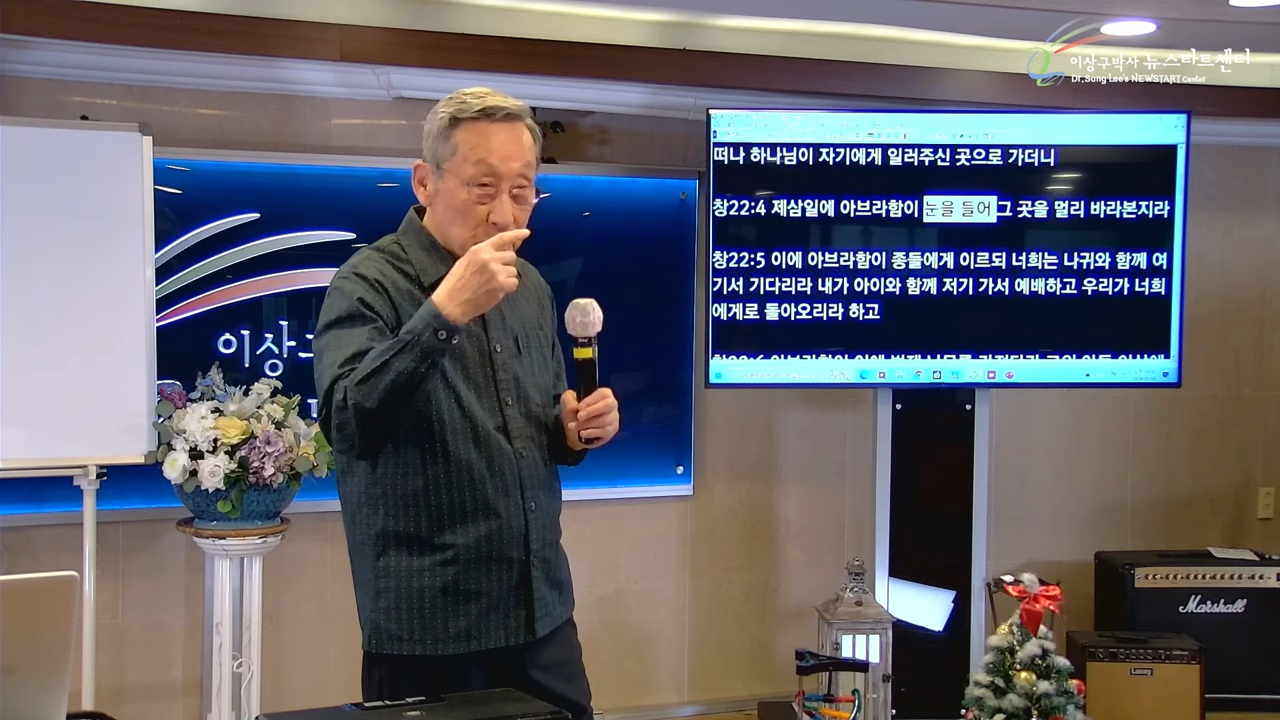 이상구박사 뉴스타트센터
Dr. Sang Lee's NEWSTART Center
떠나 하나님이 자기에게 일러주신 곳으로 가더니
창22:4 제삼일에 아브라함이 눈을 들어 그 곳을 멀리 바라본지라
창22:5 이에 아브라함이 종들에게 이르되 너희는 나귀와 함께 여
기서 기다리라 내가 아이와 함께 저기 가서 예배하고 우리가 너희
에게로 돌아오리라 하고
이상
Marshall
Laney